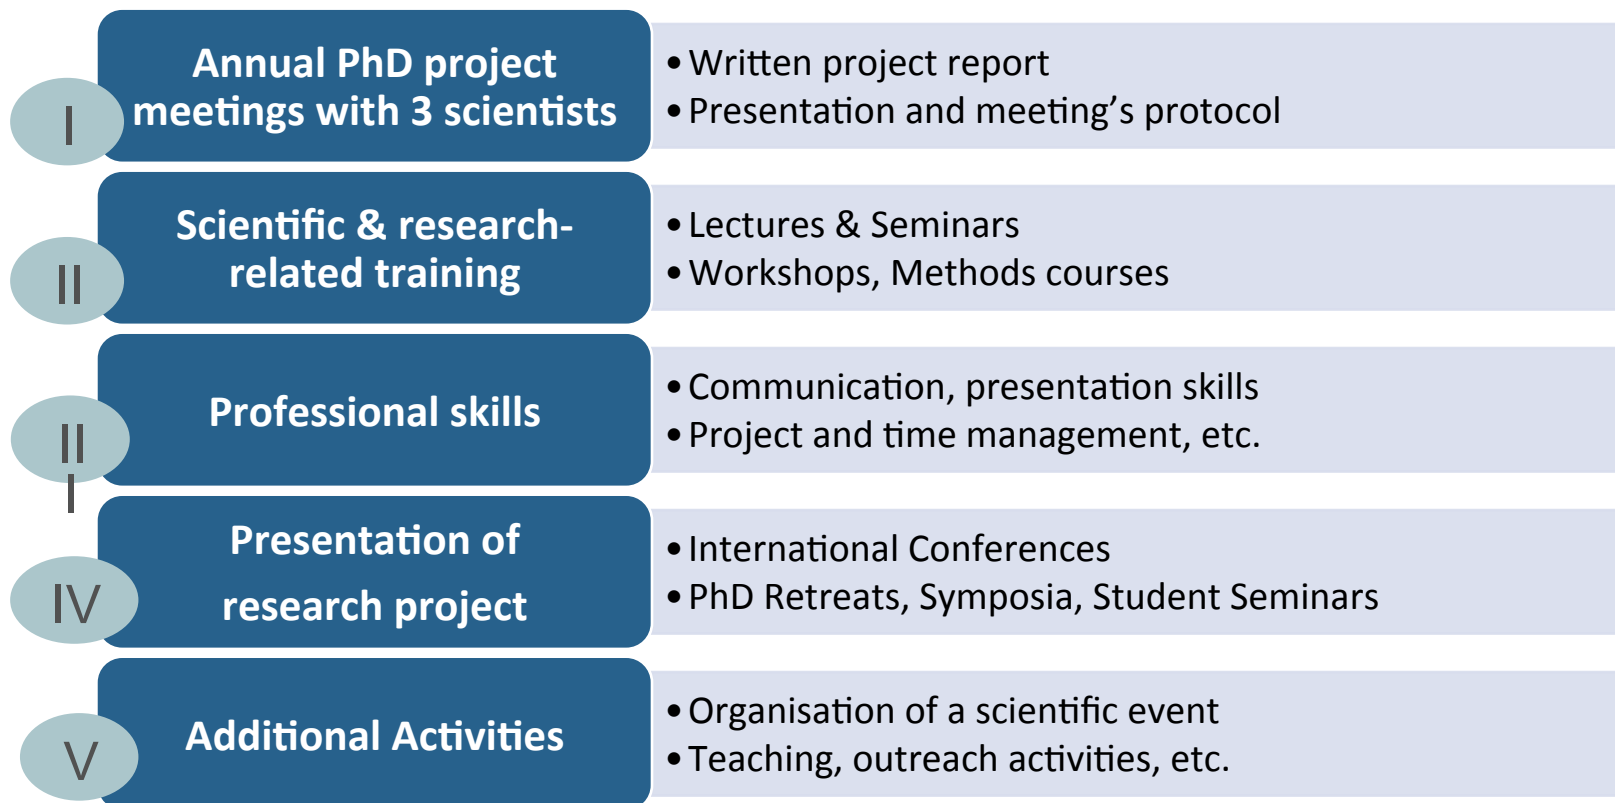 I
Annual PhD project
meetings with 3 scientists
• Written project report
• Presentation and meeting’s protocol
II
Scientific & research-
related training
• Lectures & Seminars
• Workshops, Methods courses
II
I
Professional skills
• Communication, presentation skills
• Project and time management, etc.
IV
Presentation of
research project
• International Conferences
• PhD Retreats, Symposia, Student Seminars
V
Additional Activities
• Organisation of a scientific event
• Teaching, outreach activities, etc.